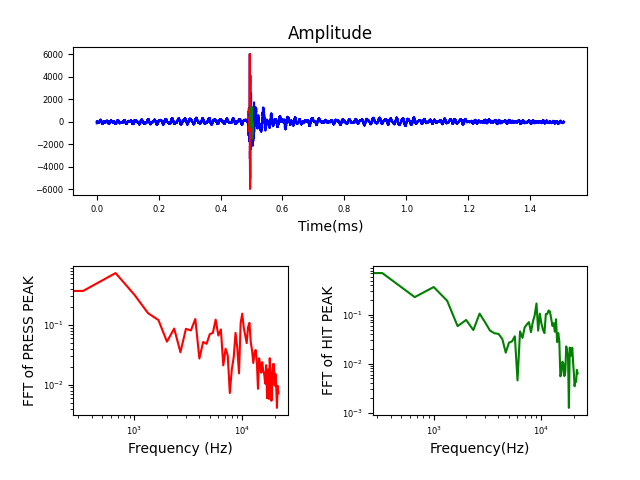 Amplitude
6000
4000
2000
0
−2000
−4000
−6000
0.0 0.2 0.4 0.6 0.8 1.0 1.2 1.4
Time(ms)
FFT of PRESS PEAK
10⁻¹
10⁻²
10³ 10⁴
Frequency (Hz)
FFT of HIT PEAK
10⁻¹
10⁻²
10⁻³
10³ 10⁴
Frequency(Hz)